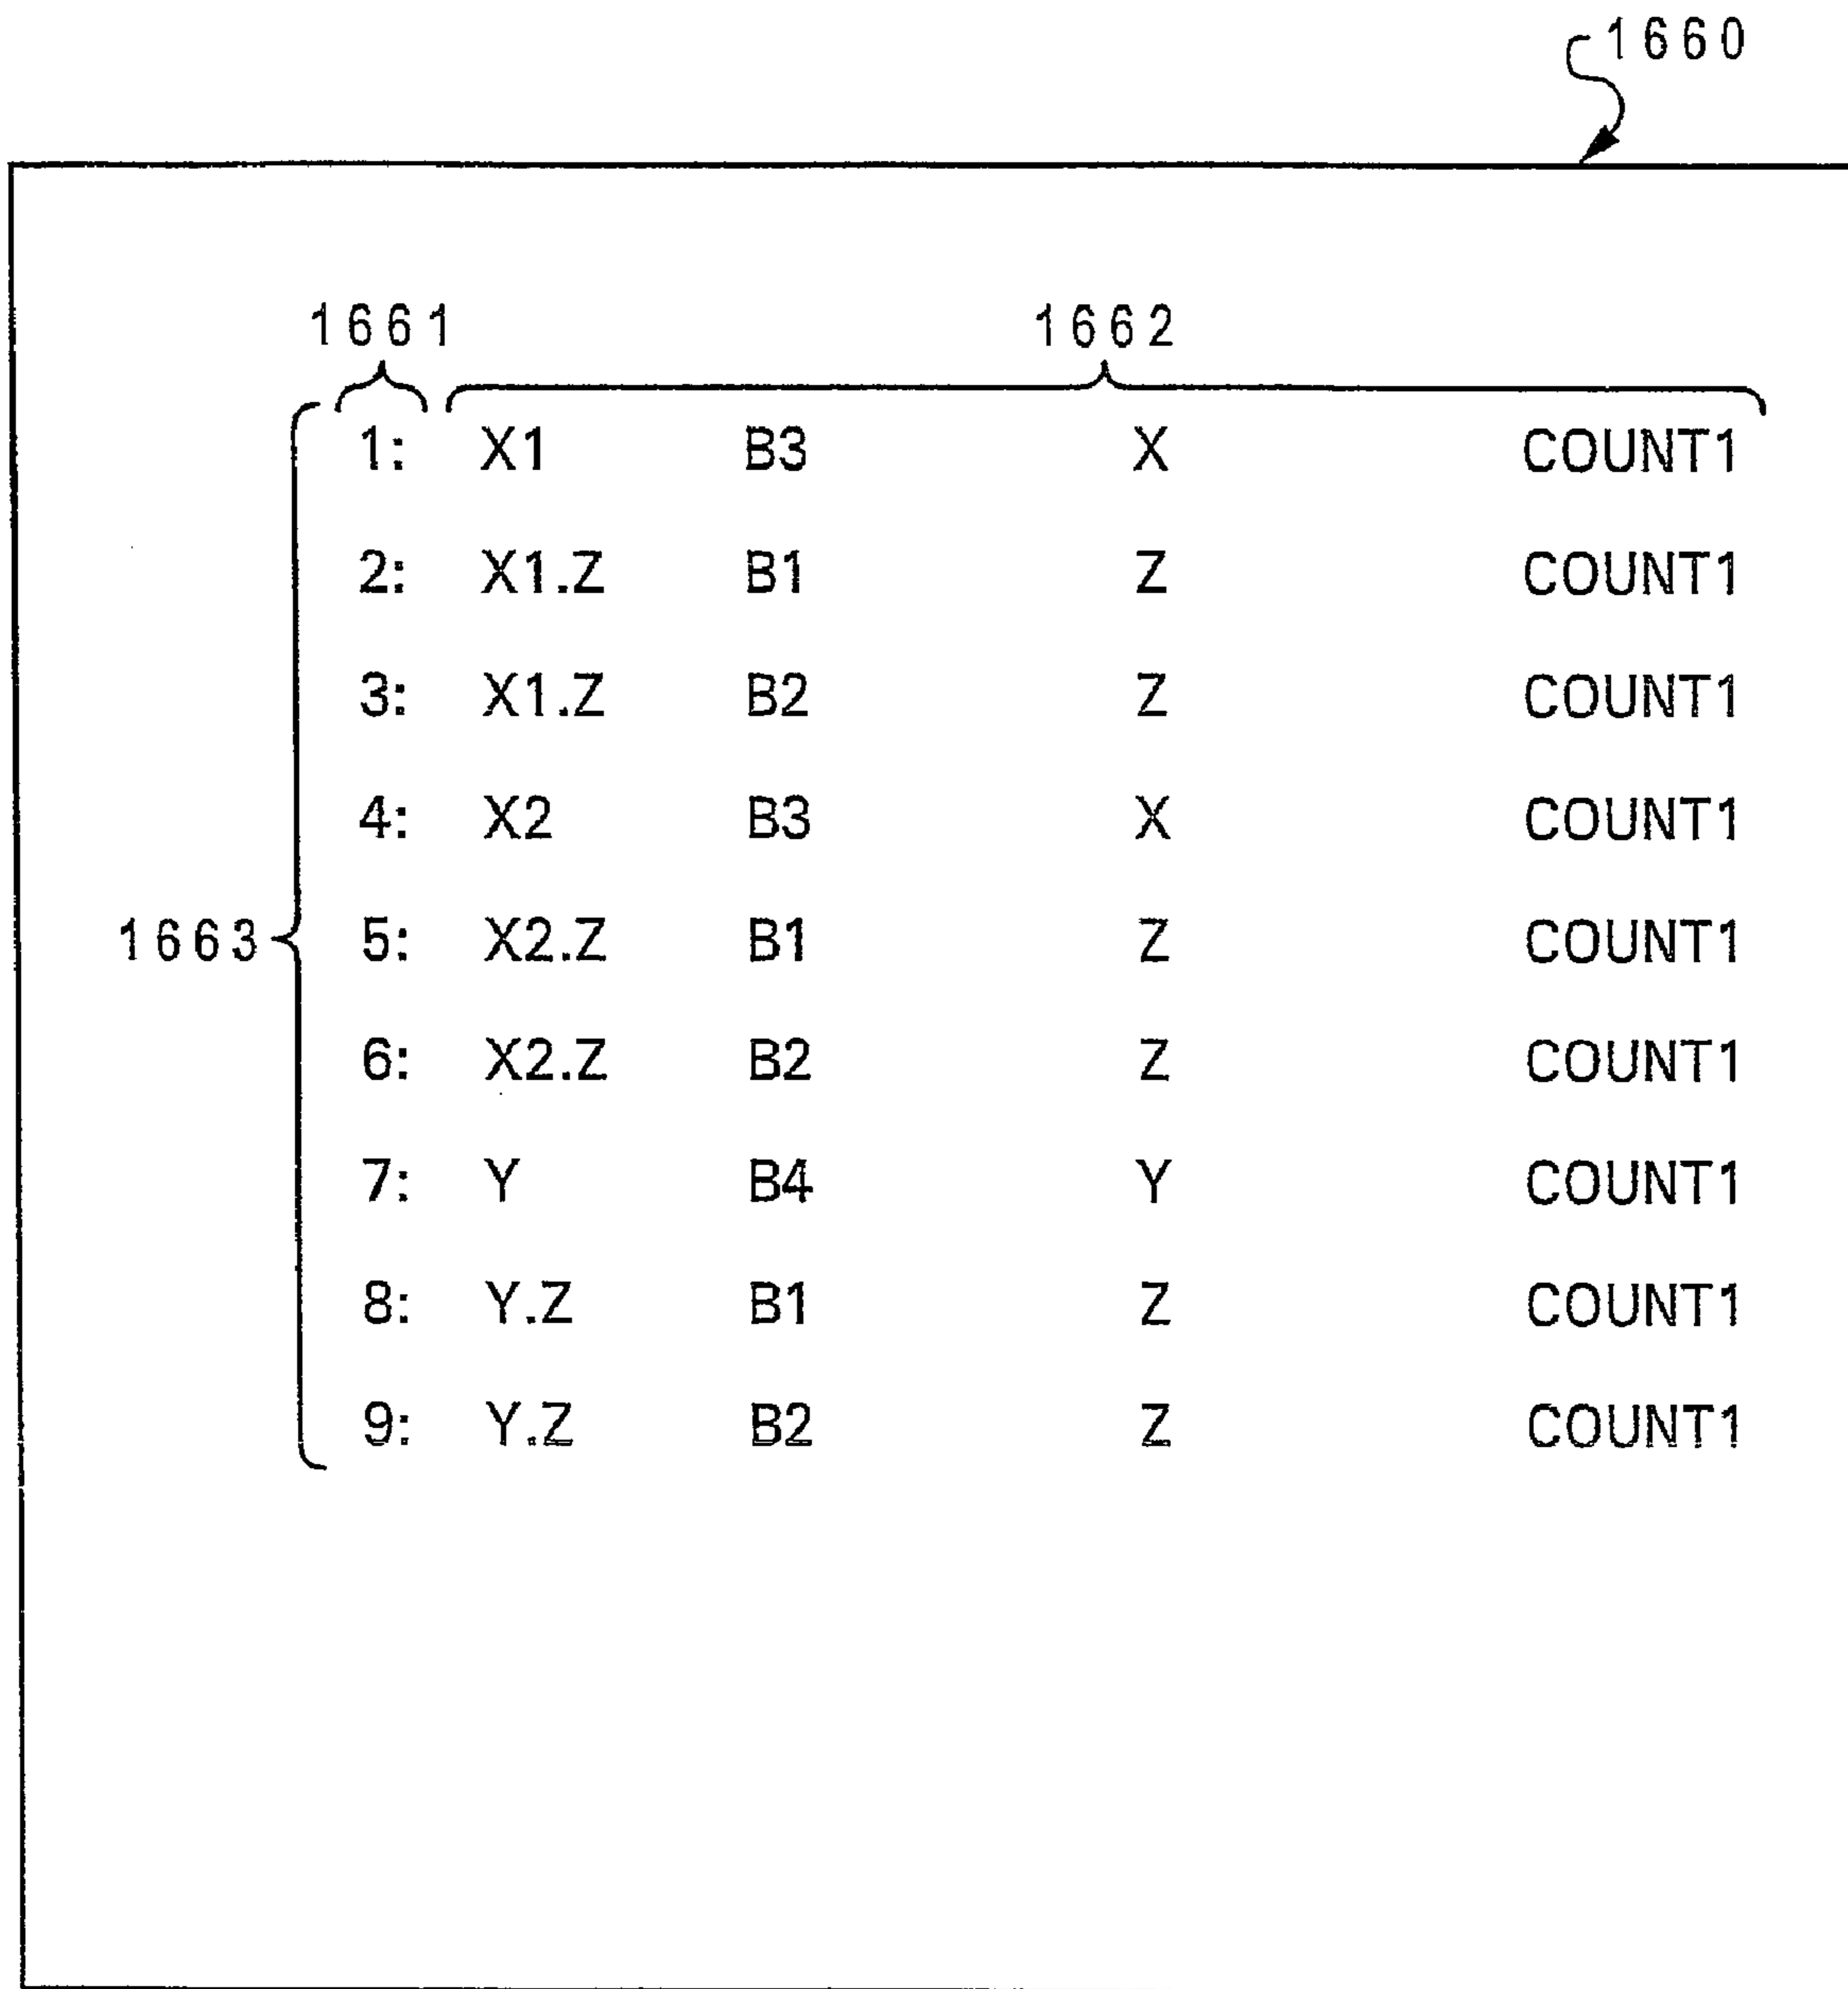 1660
1661 1662
1: X1 B3 X COUNT1
2: X1.Z B1 Z COUNT1
3: X1.Z B2 Z COUNT1
4: X2 B3 X COUNT1
1663 5: X2.Z B1 Z COUNT1
6: X2.Z B2 Z COUNT1
7: Y B4 Y COUNT1
8: Y.Z B1 Z COUNT1
9: Y.Z B2 Z COUNT1